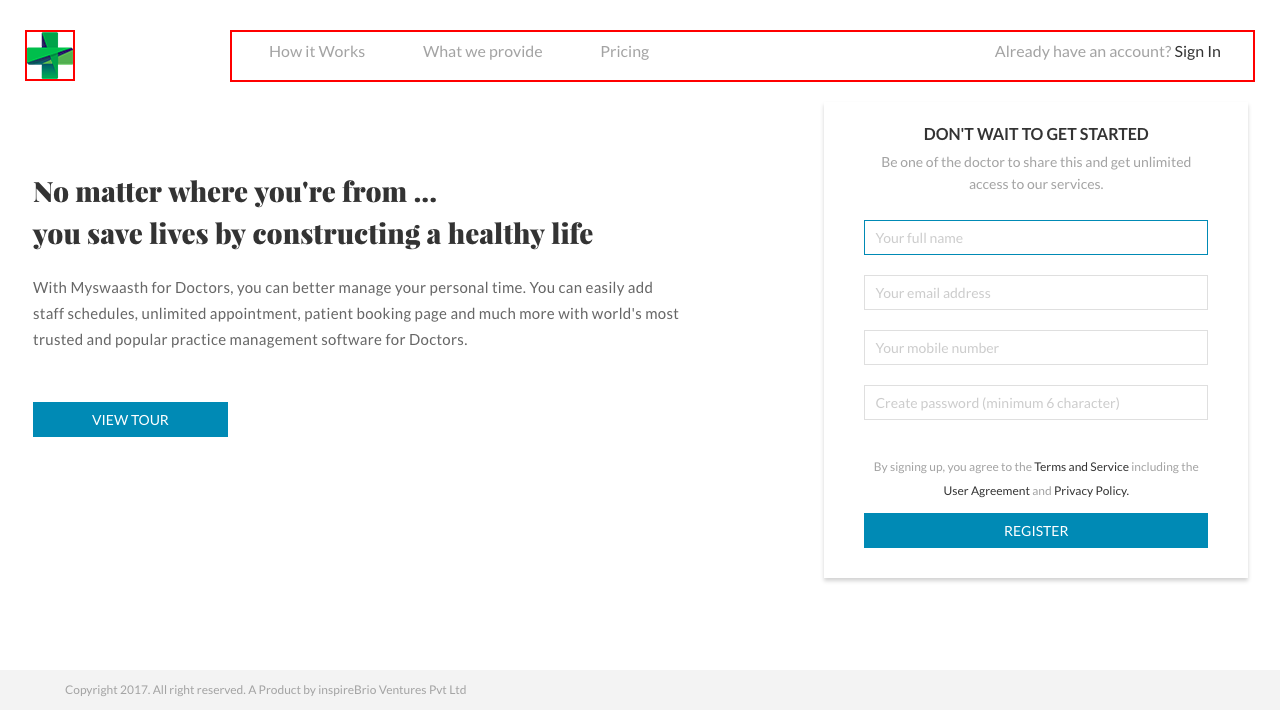 How it Works What we provide Pricing Already have an account? Sign In
No matter where you're from ...
you save lives by constructing a healthy life
With Myswaasth for Doctors, you can better manage your personal time. You can easily add
staff schedules, unlimited appointment, patient booking page and much more with world's most
trusted and popular practice management software for Doctors.
VIEW TOUR
DON'T WAIT TO GET STARTED
Be one of the doctor to share this and get unlimited
access to our services.
Your full name
Your email address
Your mobile number
Create password (minimum 6 character)
By signing up, you agree to the Terms and Service including the
User Agreement and Privacy Policy.
REGISTER
Copyright 2017. All right reserved. A Product by inspireBrio Ventures Pvt Ltd